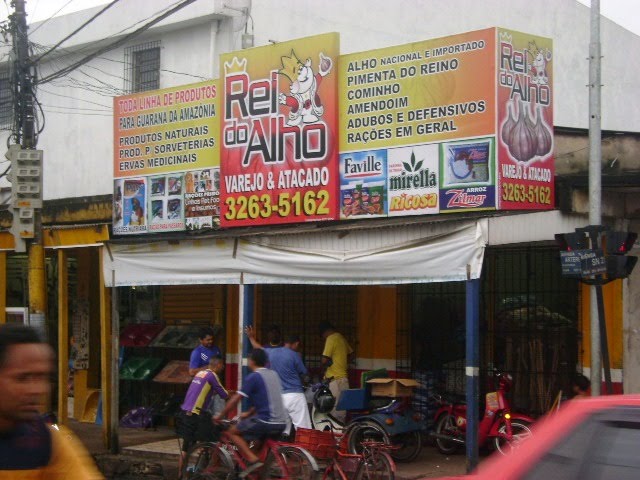 TODA LINHA DE PRODUTOS
PARA GUARANÁ DA AMAZÔNIA
PRODUTOS NATURAIS
PROD. P. SORVETERIAS
ERVAS MEDICINAIS
Rei
do Alho
VAREJO & ATACADO
3263-5162
ALHO NACIONAL E IMPORTADO
PIMENTA DO REINO
COMINHO
AMENDOIM
ADUBOS E DEFENSIVOS
RAÇÕES EM GERAL
Faville
mirella
Ritosa
ARROZ
Zilmar
Rei
do Alho
VAREJO & ATACADO
3263-5162